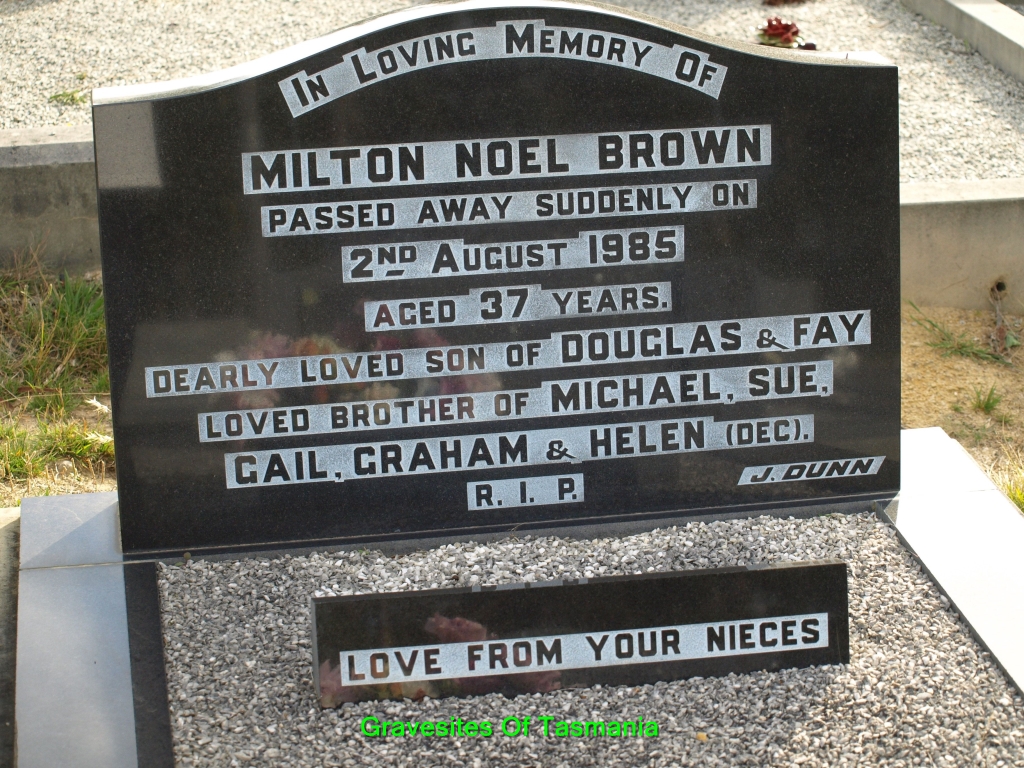 In Loving Memory Of
MILTON NOEL BROWN
PASSED AWAY SUDDENLY ON
2ND August 1985
AGED 37 YEARS.
DEARLY LOVED SON OF DOUGLAS & FAY
LOVED BROTHER OF MICHAEL, SUE,
GAIL, GRAHAM & HELEN (DEC).
R. I. P.
J. DUNN
LOVE FROM YOUR NIECES
Gravesites Of Tasmania